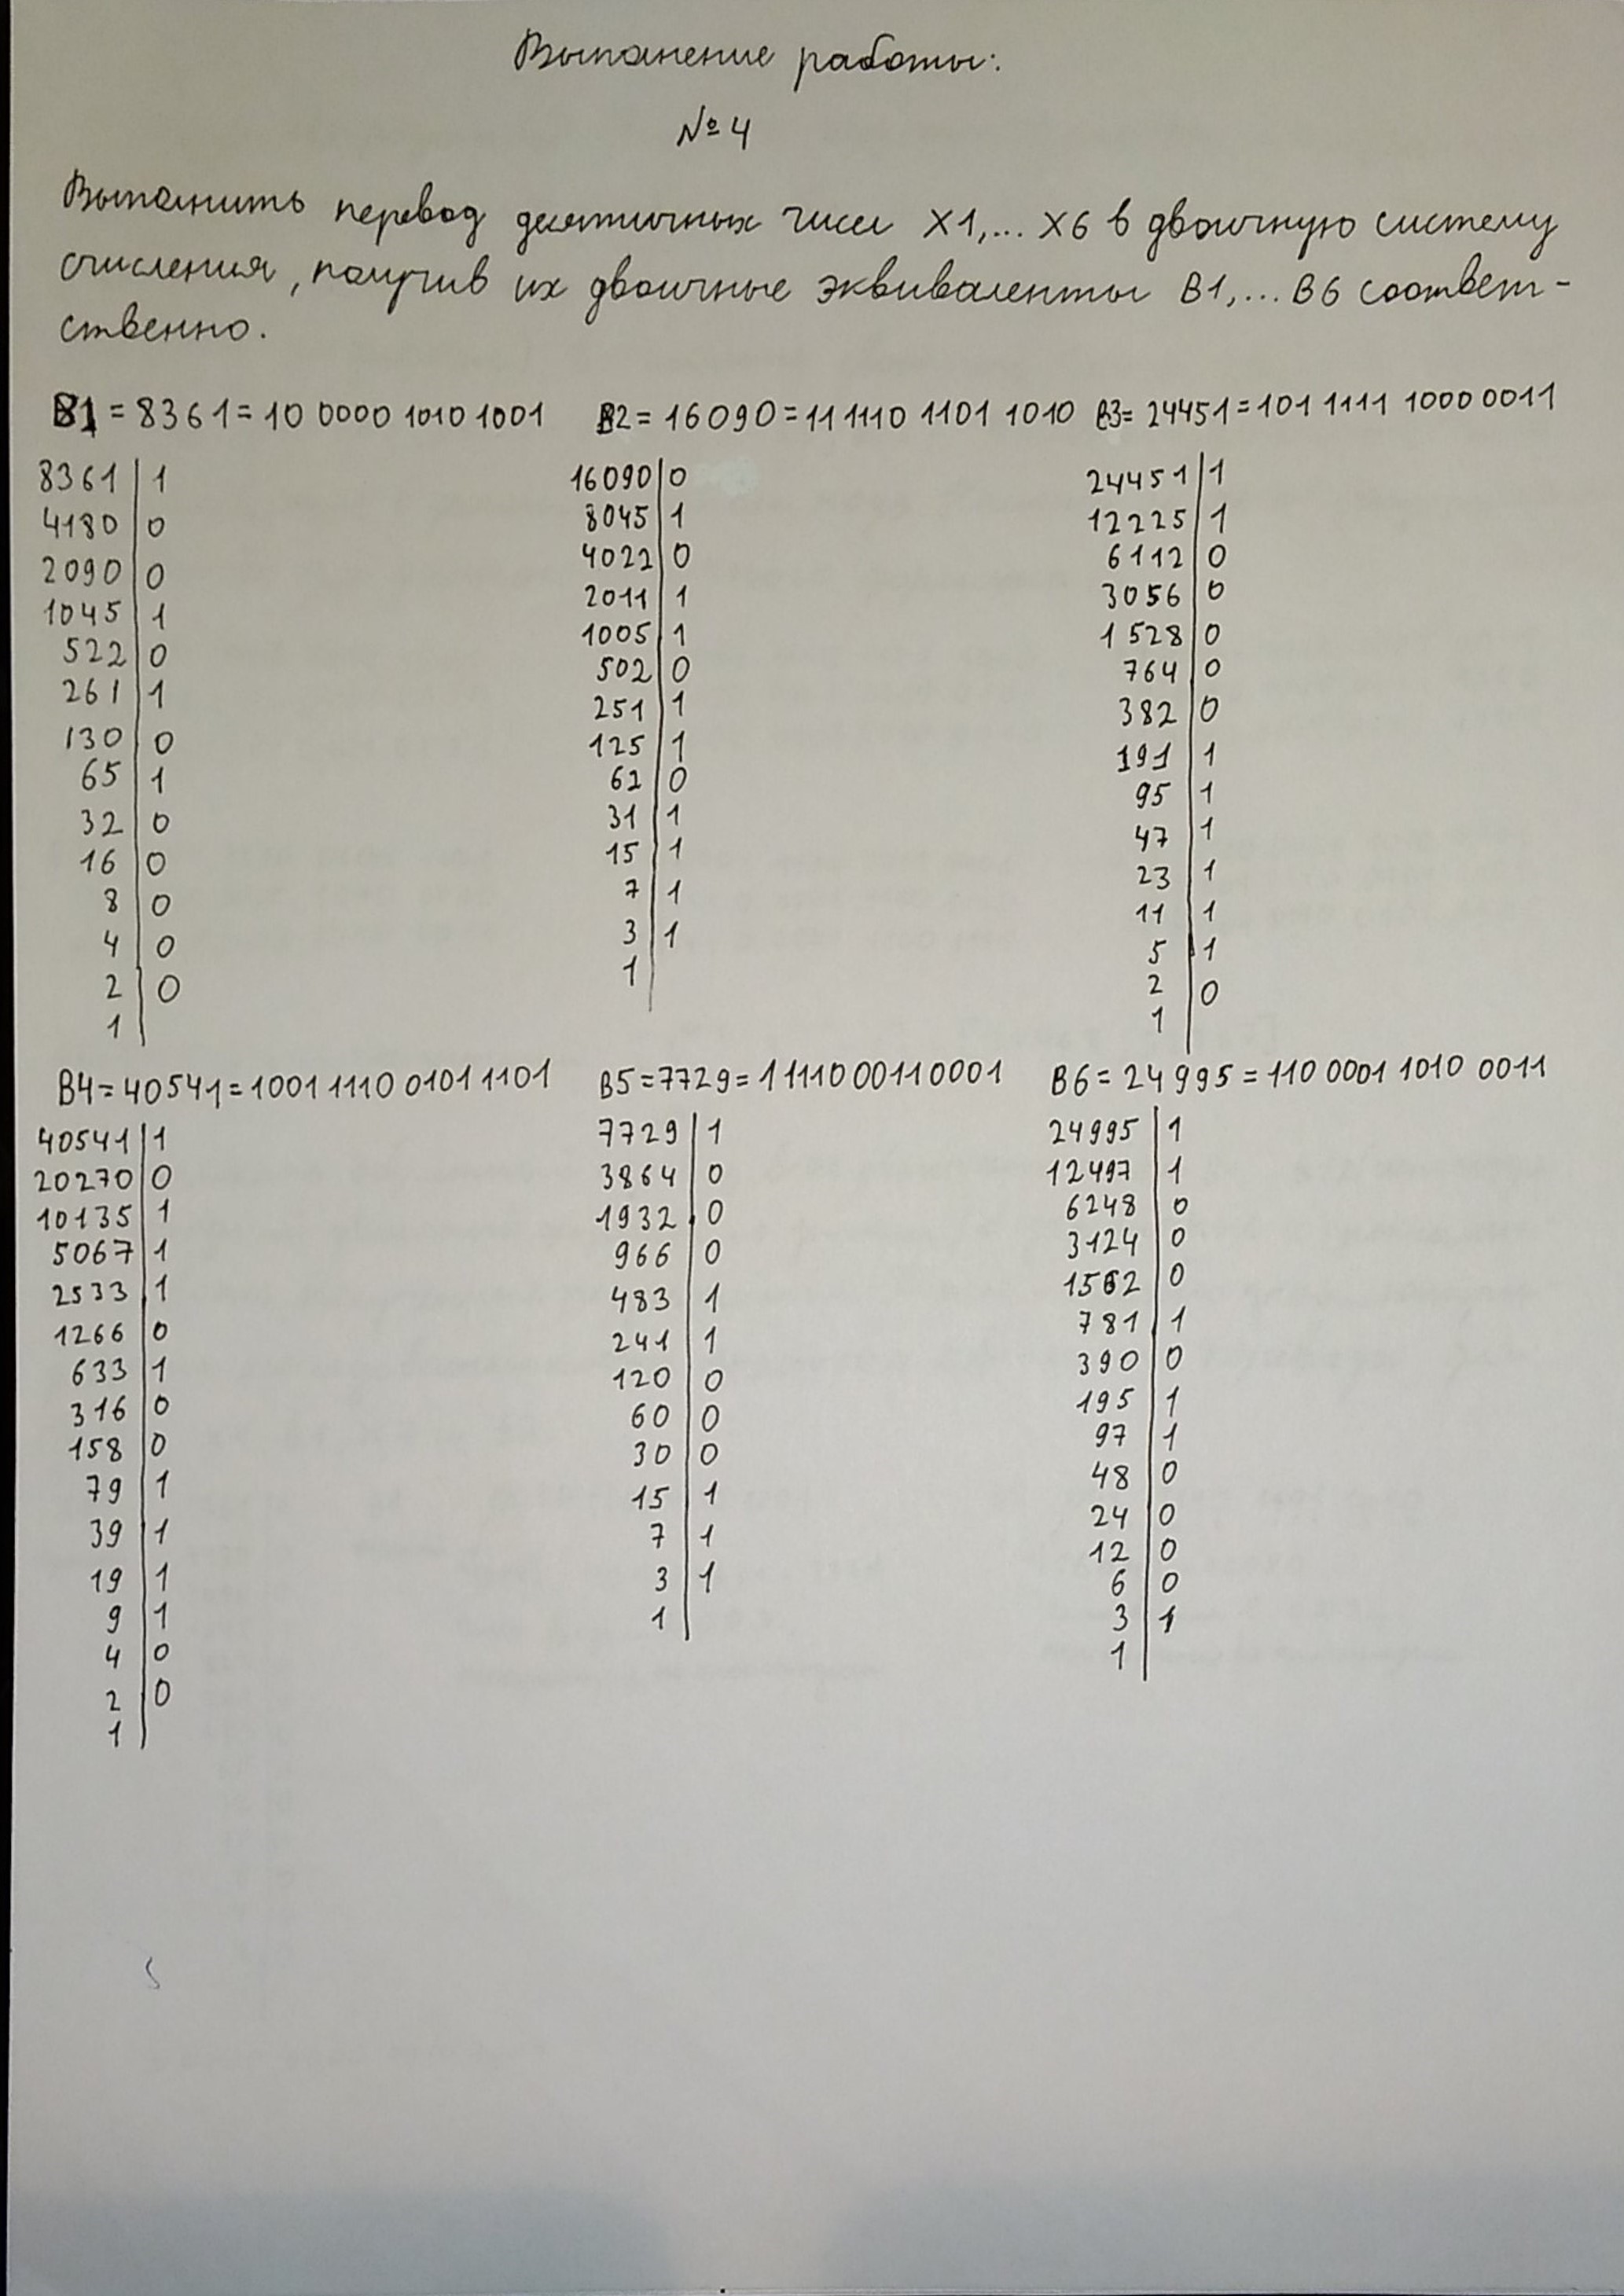 Выполнение работы:
№ 4
Выполнить перевод десятичных чисел X1,... X6 в двоичную систему
счисления, получив их двоичные эквиваленты B1,... B6 соответ-
ственно.
B1 = 8361 = 10 0000 1010 1001
8361 | 1
4180 | 0
2090 | 0
1045 | 1
522 | 0
261 | 1
130 | 0
65 | 1
32 | 0
16 | 0
8 | 0
4 | 0
2 | 0
1
B2 = 16090 = 11 1110 1101 1010
16090 | 0
8045 | 1
4022 | 0
2011 | 1
1005 | 1
502 | 0
251 | 1
125 | 1
62 | 0
31 | 1
15 | 1
7 | 1
3 | 1
1
B3 = 24451 = 101 1111 1000 0011
24451 | 1
12225 | 1
6112 | 0
3056 | 0
1528 | 0
764 | 0
382 | 0
191 | 1
95 | 1
47 | 1
23 | 1
11 | 1
5 | 1
2 | 0
1
B4 = 40541 = 1001 1110 0101 1101
40541 | 1
20270 | 0
10135 | 1
5067 | 1
2533 | 1
1266 | 0
633 | 1
316 | 0
158 | 0
79 | 1
39 | 1
19 | 1
9 | 1
4 | 0
2 | 0
1
B5 = 7729 = 1 1110 0011 0001
7729 | 1
3864 | 0
1932 | 0
966 | 0
483 | 1
241 | 1
120 | 0
60 | 0
30 | 0
15 | 1
7 | 1
3 | 1
1
B6 = 24995 = 110 0001 1010 0011
24995 | 1
12497 | 1
6248 | 0
3124 | 0
1562 | 0
781 | 1
390 | 0
195 | 1
97 | 1
48 | 0
24 | 0
12 | 0
6 | 0
3 | 1
1